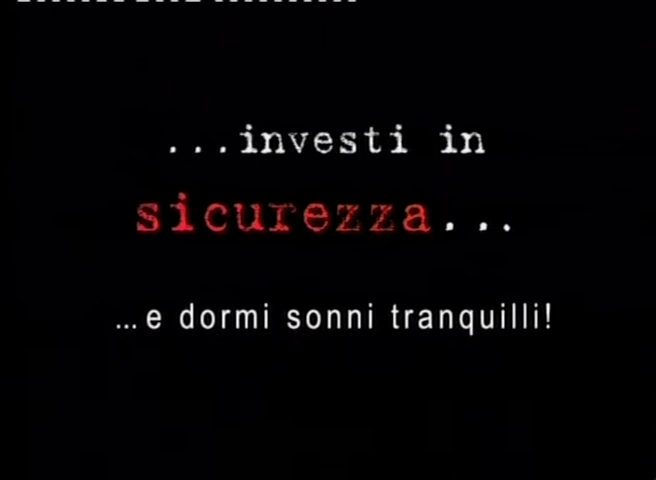 ...investi in
sicurezza...
...e dormi sonni tranquilli!